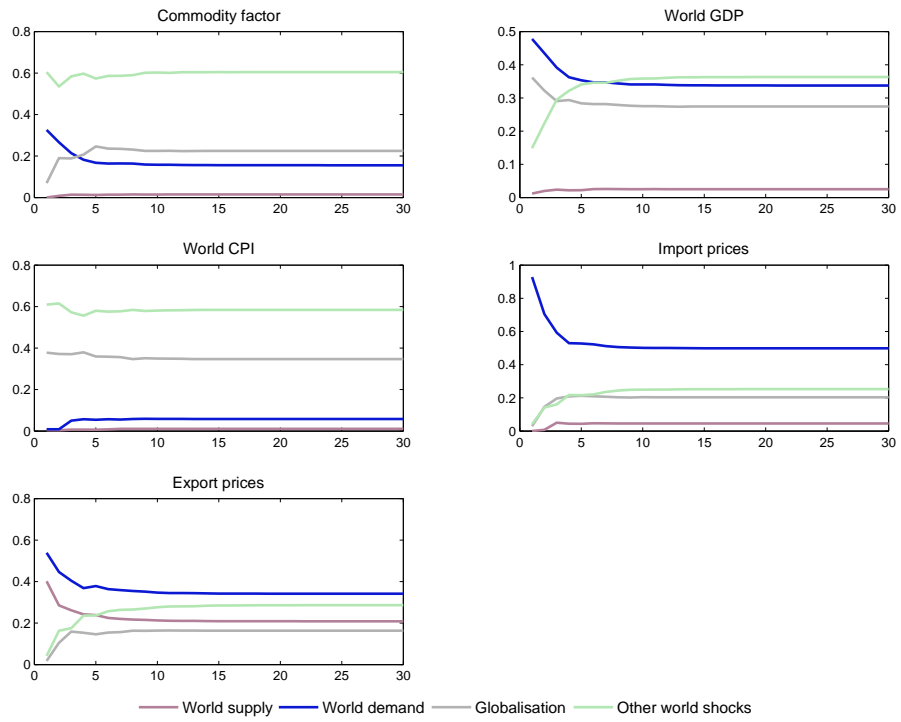 Commodity factor
0.8
0.6
0.4
0.2
0
0 5 10 15 20 25 30
World GDP
0.5
0.4
0.3
0.2
0.1
0
0 5 10 15 20 25 30
World CPI
0.8
0.6
0.4
0.2
0
0 5 10 15 20 25 30
Import prices
1
0.8
0.6
0.4
0.2
0
0 5 10 15 20 25 30
Export prices
0.8
0.6
0.4
0.2
0
0 5 10 15 20 25 30
World supply World demand Globalisation Other world shocks